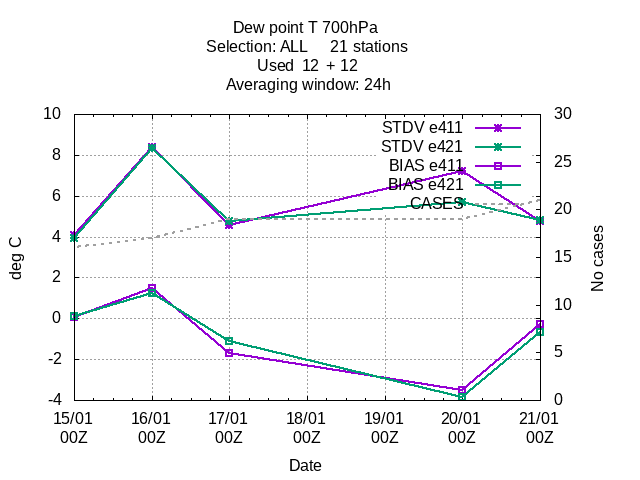 Dew point T 700hPa
Selection: ALL 21 stations
Used 12 + 12
Averaging window: 24h
10 30
STDV e411
STDV e421
8 25
BIAS e411
BIAS e421
6 20
CASES
4 15
2 10
0
-2 5
-4 0
deg C
No cases
15/01 16/01 17/01 18/01 19/01 20/01 21/01
00Z 00Z 00Z 00Z 00Z 00Z 00Z
Date